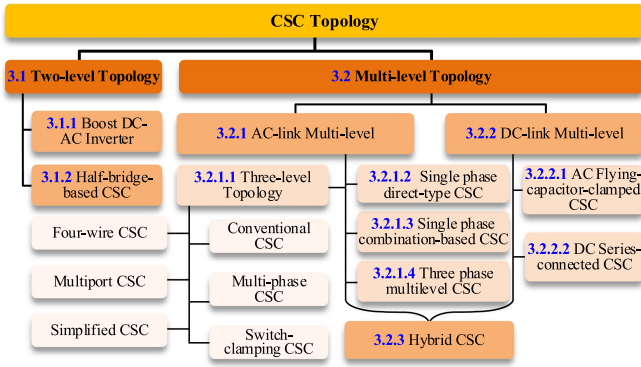 CSC Topology
3.1 Two-level Topology
3.2 Multi-level Topology
3.1.1 Boost DC-
AC Inverter
3.1.2 Half-bridge-
based CSC
3.2.1 AC-link Multi-level
3.2.2 DC-link Multi-level
3.2.1.1 Three-level
Topology
3.2.1.2 Single phase
direct-type CSC
3.2.1.3 Single phase
combination-based CSC
3.2.1.4 Three phase
multilevel CSC
3.2.2.1 AC Flying-
capacitor-clamped
CSC
3.2.2.2 DC Series-
connected CSC
Four-wire CSC
Conventional
CSC
Multiport CSC
Multi-phase
CSC
Simplified CSC
Switch-
clamping CSC
3.2.3 Hybrid CSC